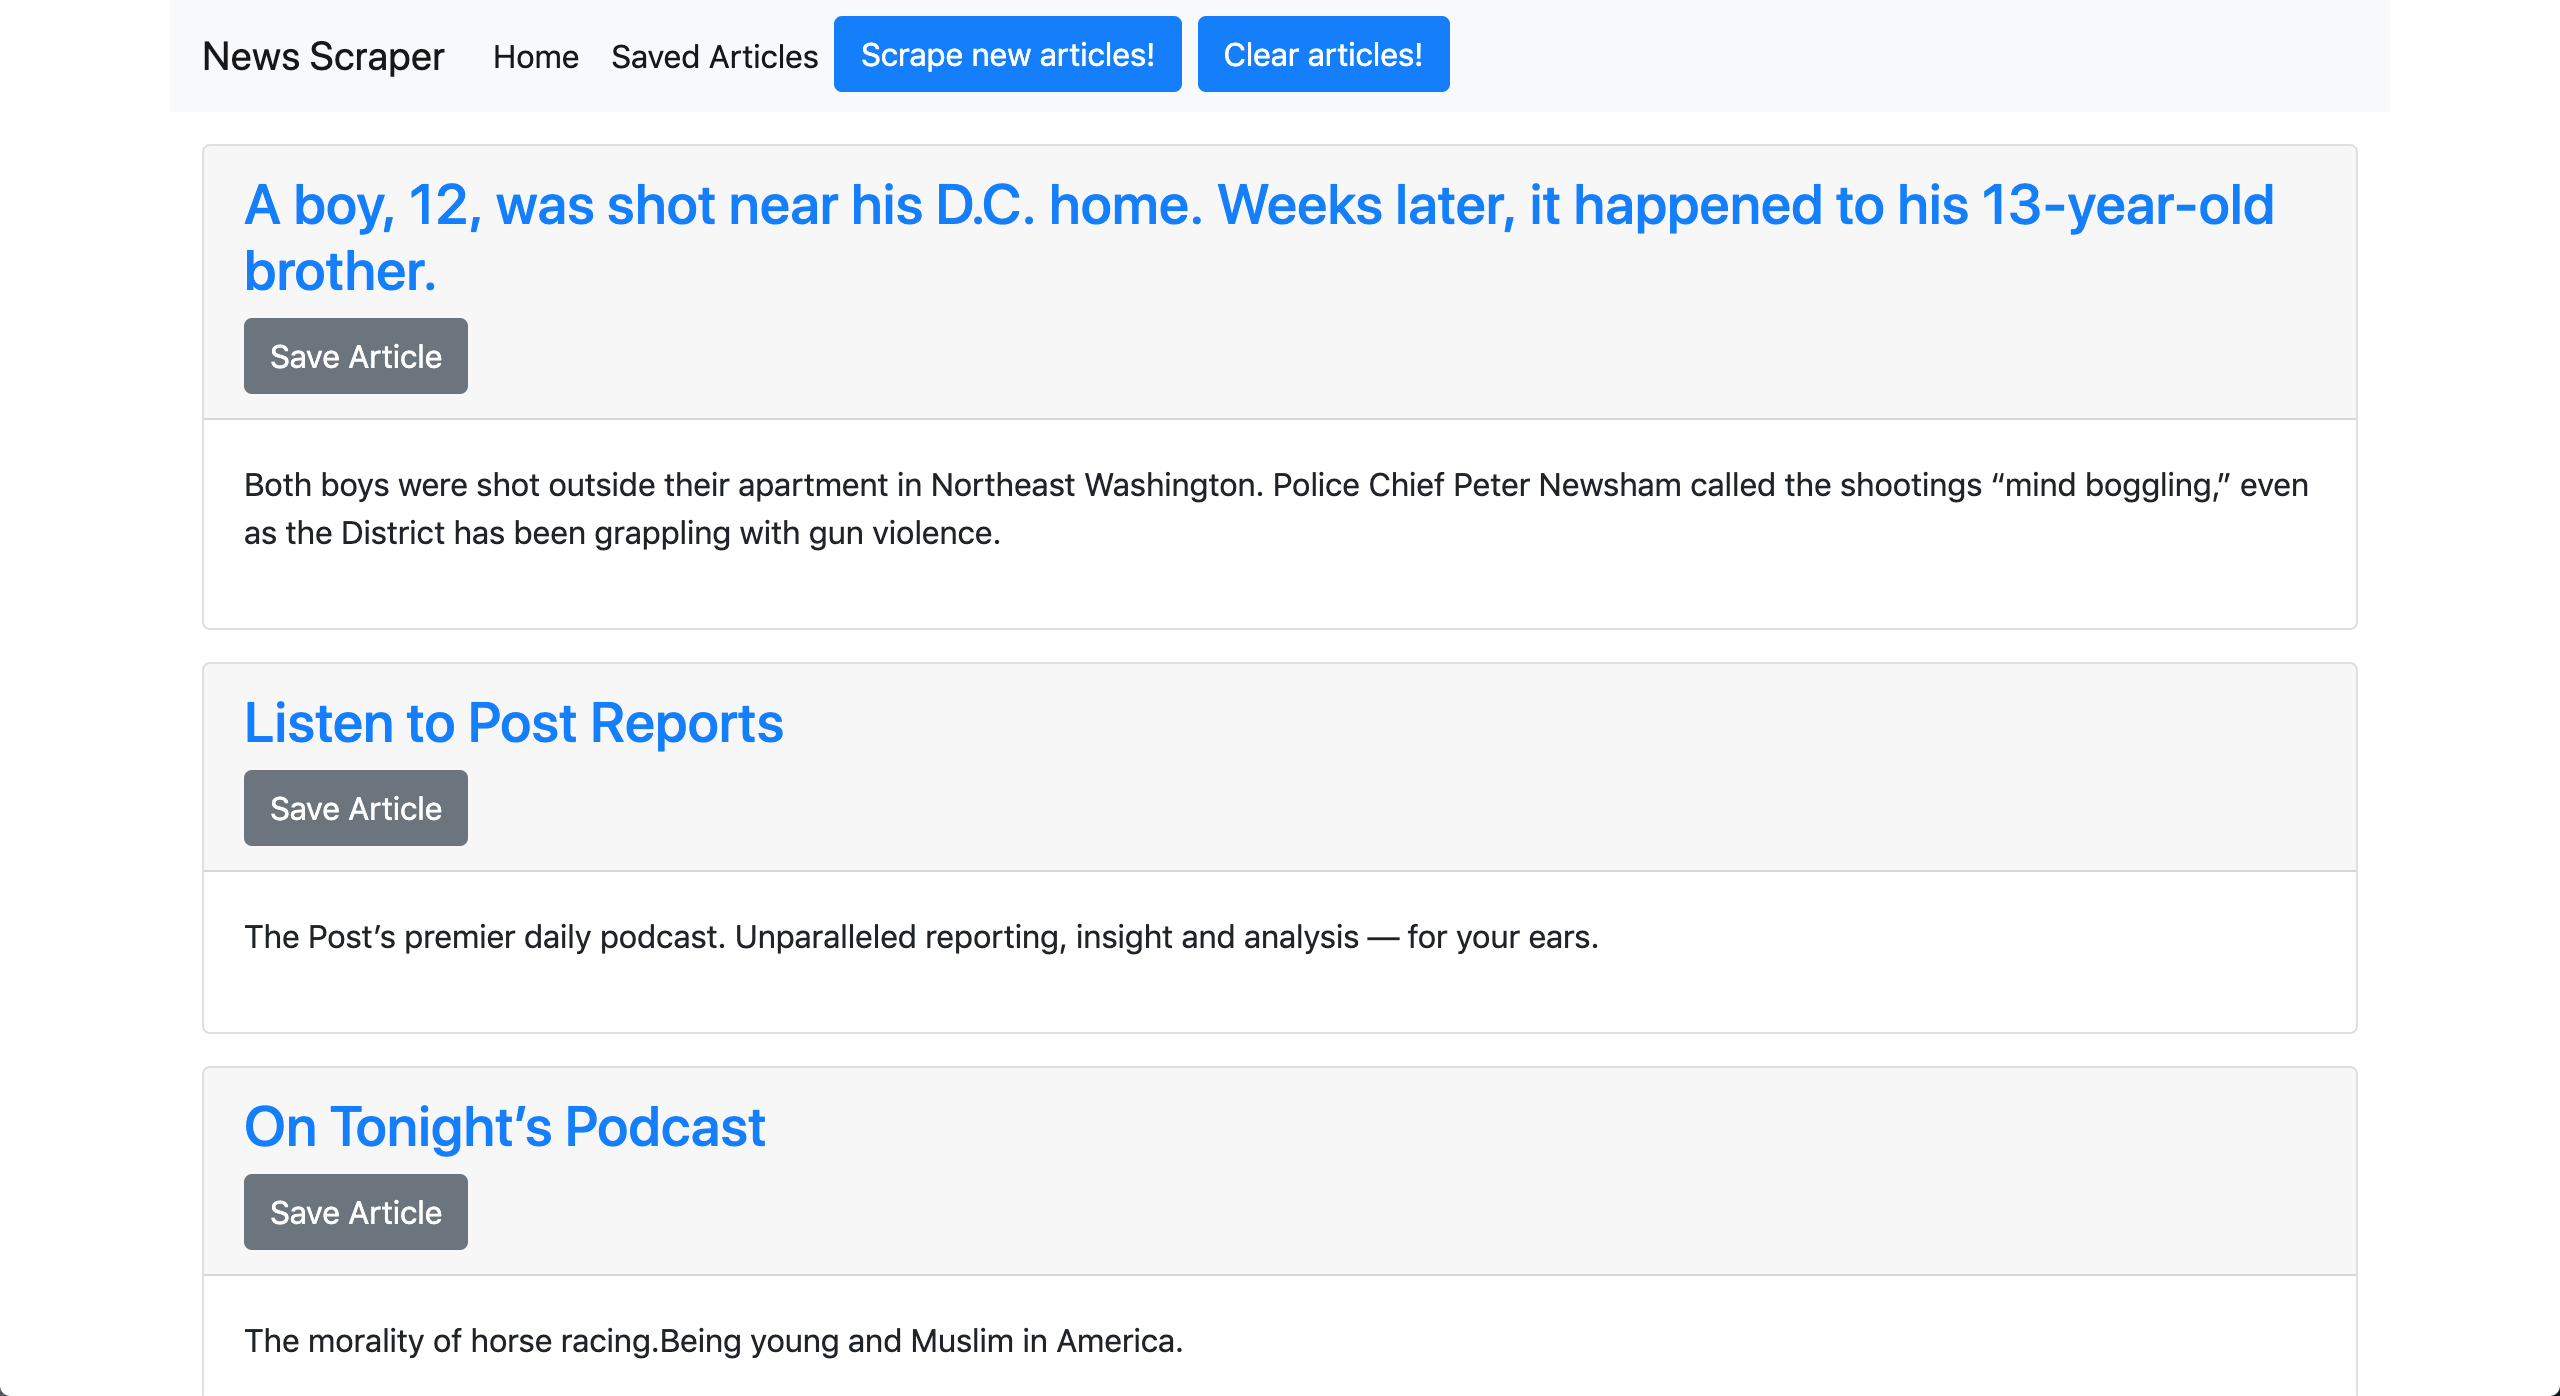 News Scraper Home Saved Articles Scrape new articles! Clear articles!
A boy, 12, was shot near his D.C. home. Weeks later, it happened to his 13-year-old
brother.
Save Article
Both boys were shot outside their apartment in Northeast Washington. Police Chief Peter Newsham called the shootings “mind boggling,” even
as the District has been grappling with gun violence.
Listen to Post Reports
Save Article
The Post’s premier daily podcast. Unparalleled reporting, insight and analysis — for your ears.
On Tonight’s Podcast
Save Article
The morality of horse racing.Being young and Muslim in America.